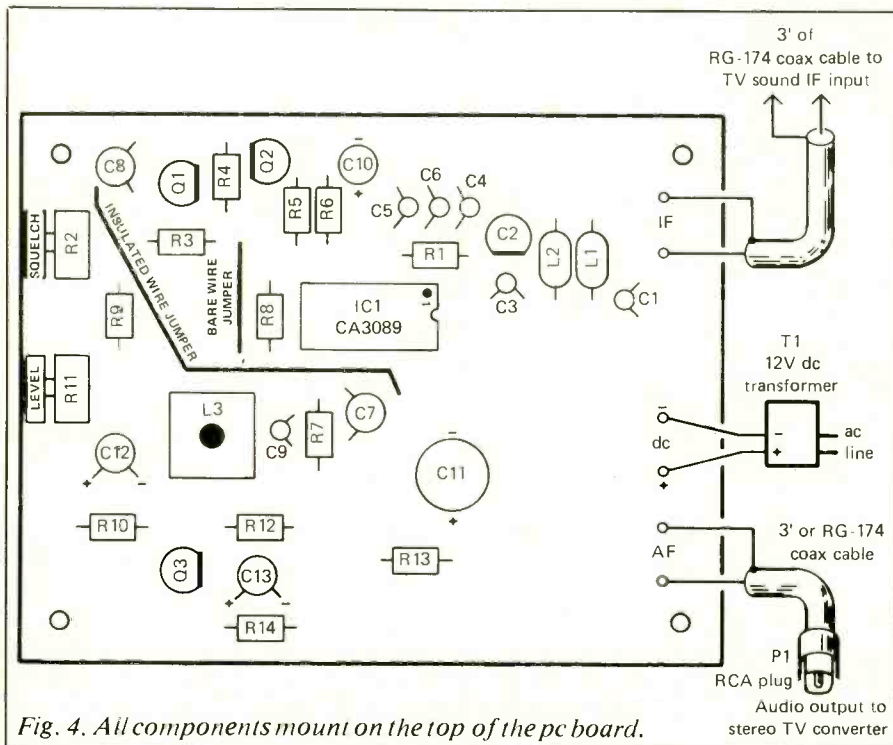 3' of
RG-174 coax cable to
TV sound IF input
C8
Q1
R4
Q2
−
C10
+
C5
C6
C4
R5
R6
SQUELCH
R2
INSULATED WIRE JUMPER
R3
BARE WIRE
JUMPER
R1
C2
L2
L1
IF
C3
C1
R9
R8
IC1
CA3089
1
T1
12V dc
transformer
LEVEL
R11
L3
C9
R7
C7
−
dc
+
−
+
ac
line
C12
+ −
−
C11
+
R10
R12
R13
AF
3' or RG-174
coax cable
Q3
C13
+ −
R14
P1
RCA plug
Audio output to
stereo TV converter
Fig. 4. All components mount on the top of the pc board.